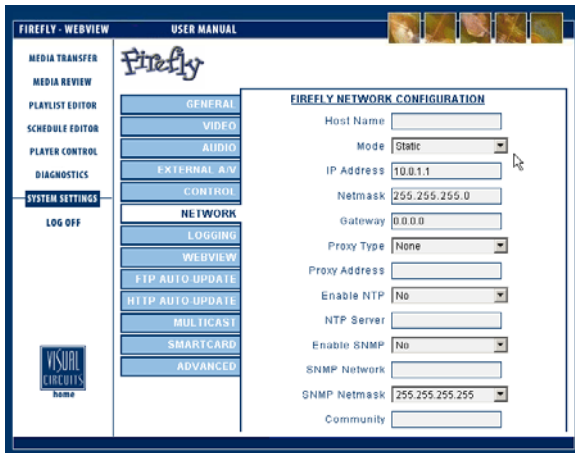 FIREFLY - WEBVIEW
USER MANUAL
MEDIA TRANSFER
MEDIA REVIEW
PLAYLIST EDITOR
SCHEDULE EDITOR
PLAYER CONTROL
DIAGNOSTICS
SYSTEM SETTINGS
LOG OFF
VISUAL
CIRCUITS
home
Firefly
GENERAL
VIDEO
AUDIO
EXTERNAL A/V
CONTROL
NETWORK
LOGGING
WEBVIEW
FTP AUTO-UPDATE
HTTP AUTO-UPDATE
MULTICAST
SMARTCARD
ADVANCED
FIREFLY NETWORK CONFIGURATION
Host Name
Mode Static
IP Address 10.0.1.1
Netmask 255.255.255.0
Gateway 0.0.0.0
Proxy Type None
Proxy Address
Enable NTP No
NTP Server
Enable SNMP No
SNMP Network
SNMP Netmask 255.255.255.255
Community